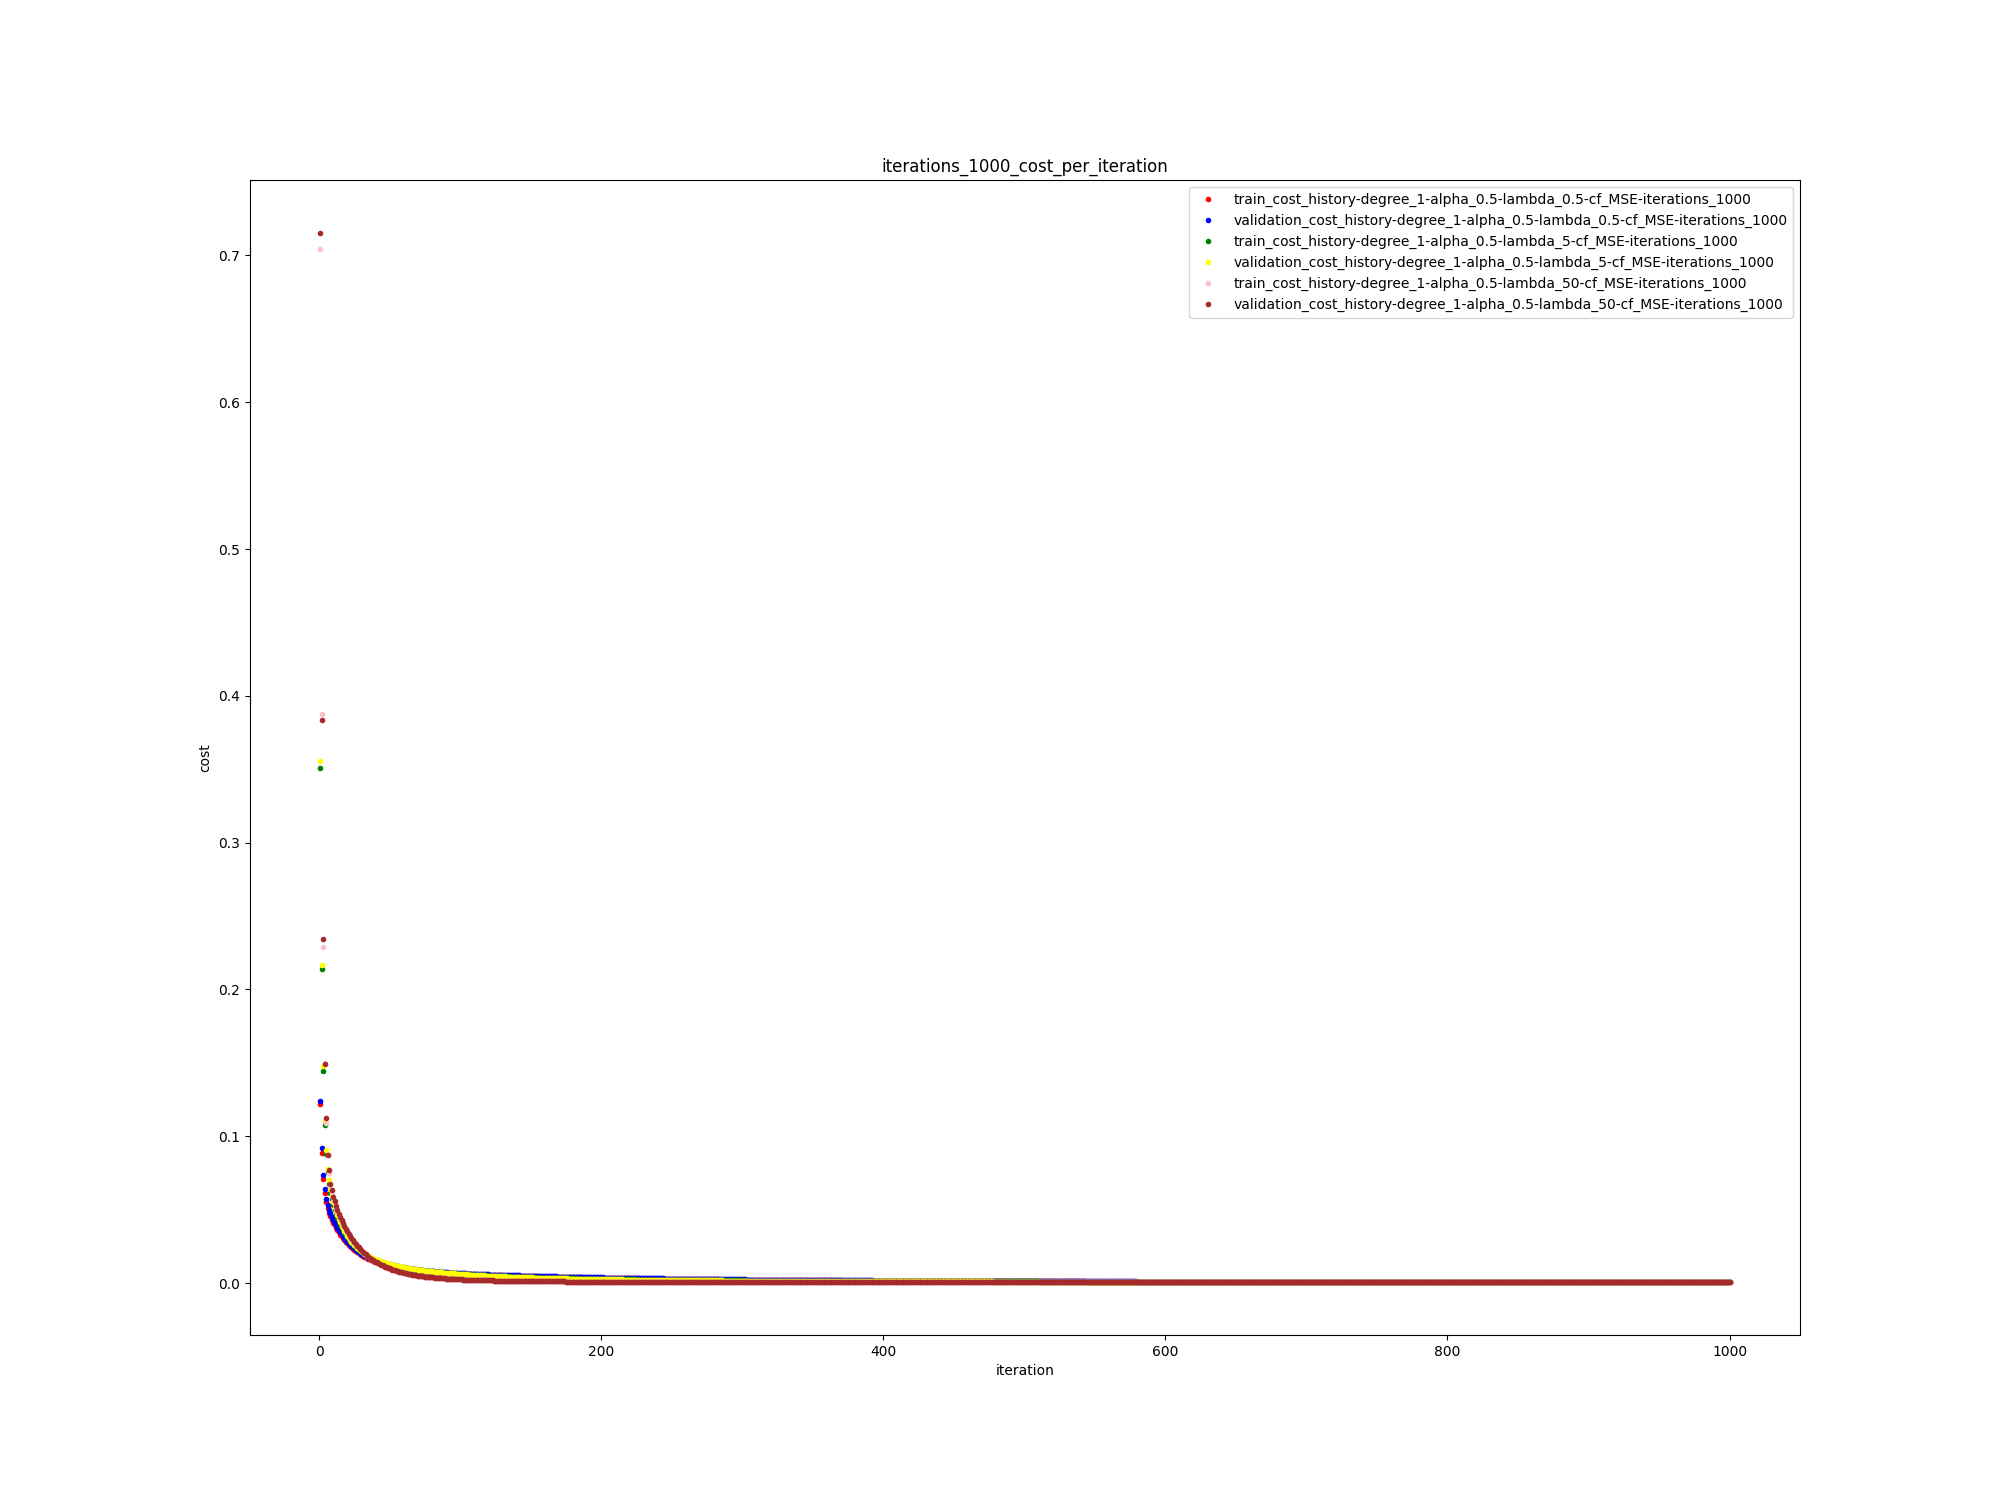 iterations_1000_cost_per_iteration
train_cost_history-degree_1-alpha_0.5-lambda_0.5-cf_MSE-iterations_1000
validation_cost_history-degree_1-alpha_0.5-lambda_0.5-cf_MSE-iterations_1000
train_cost_history-degree_1-alpha_0.5-lambda_5-cf_MSE-iterations_1000
validation_cost_history-degree_1-alpha_0.5-lambda_5-cf_MSE-iterations_1000
train_cost_history-degree_1-alpha_0.5-lambda_50-cf_MSE-iterations_1000
validation_cost_history-degree_1-alpha_0.5-lambda_50-cf_MSE-iterations_1000
0.7
0.6
0.5
0.4
cost
0.3
0.2
0.1
0.0
0 200 400 600 800 1000
iteration